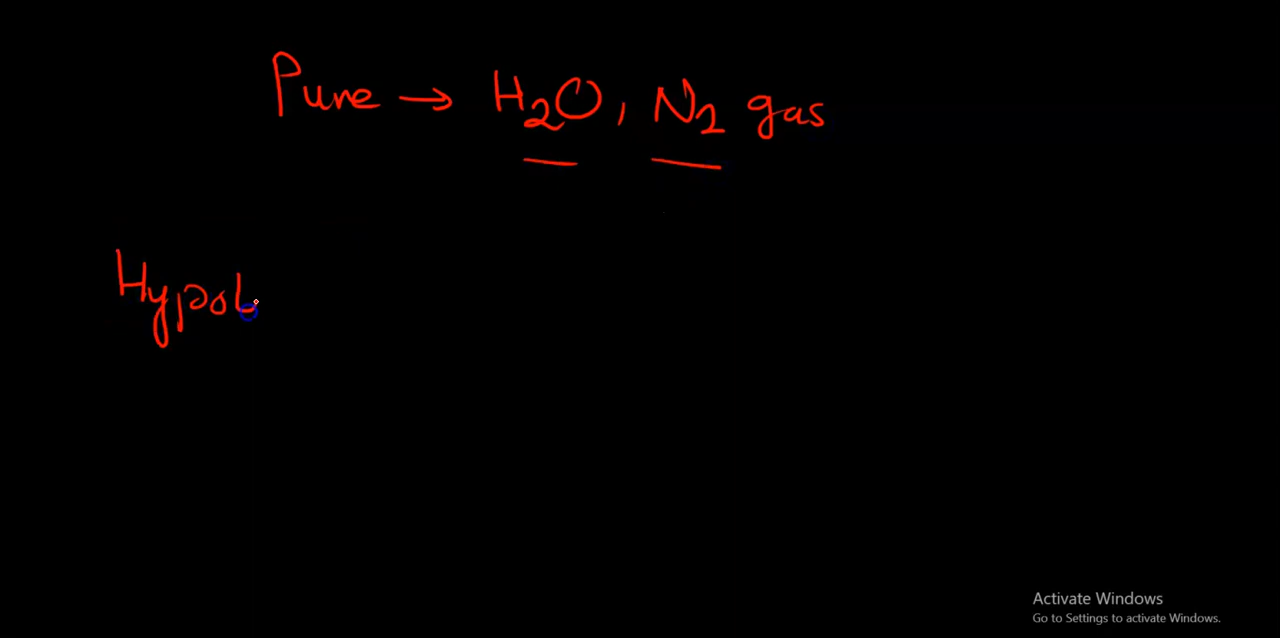 Pure → H₂O, N₂ gas
Hypob
Activate Windows
Go to Settings to activate Windows.